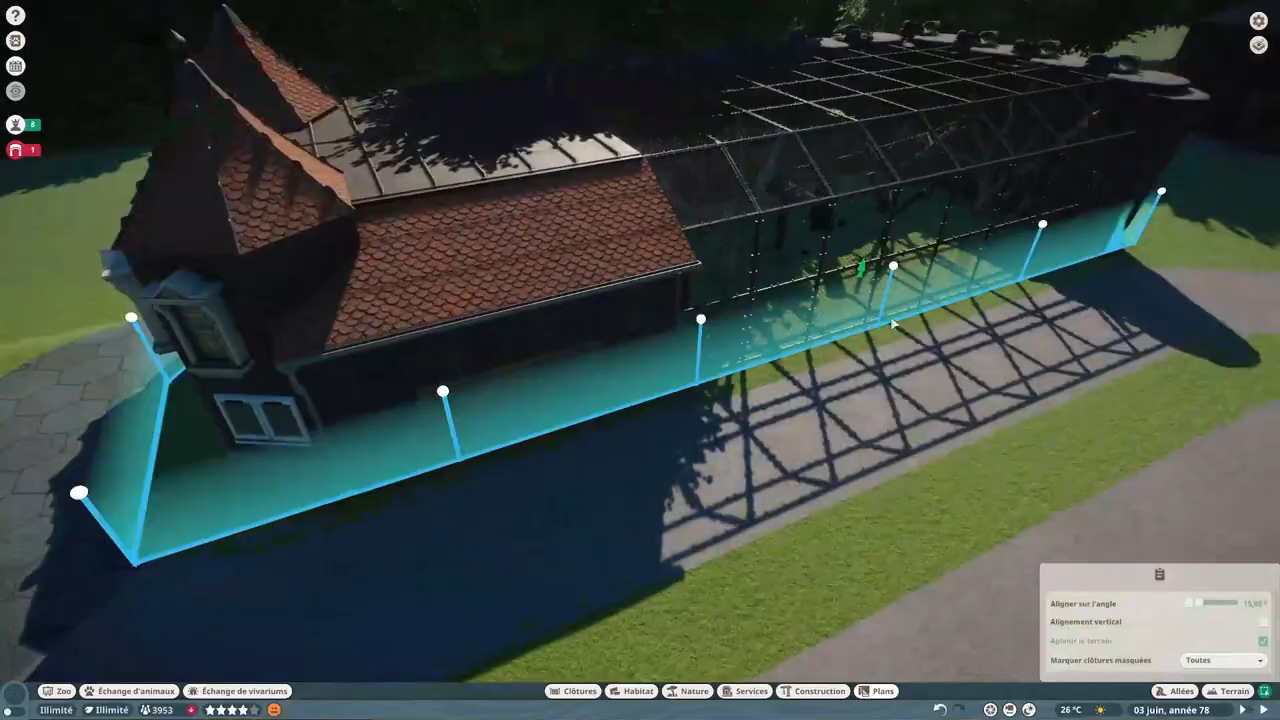 ?
8
1
Aligner sur l'angle 15,00°
Alignement vertical
Aplanir le terrain
Marquer clôtures masquées Toutes
Zoo Échange d'animaux Échange de vivariums Clôtures Habitat Nature Services Construction Plans Allées Terrain
Illimité Illimité 3953 26°C 03 juin, année 78